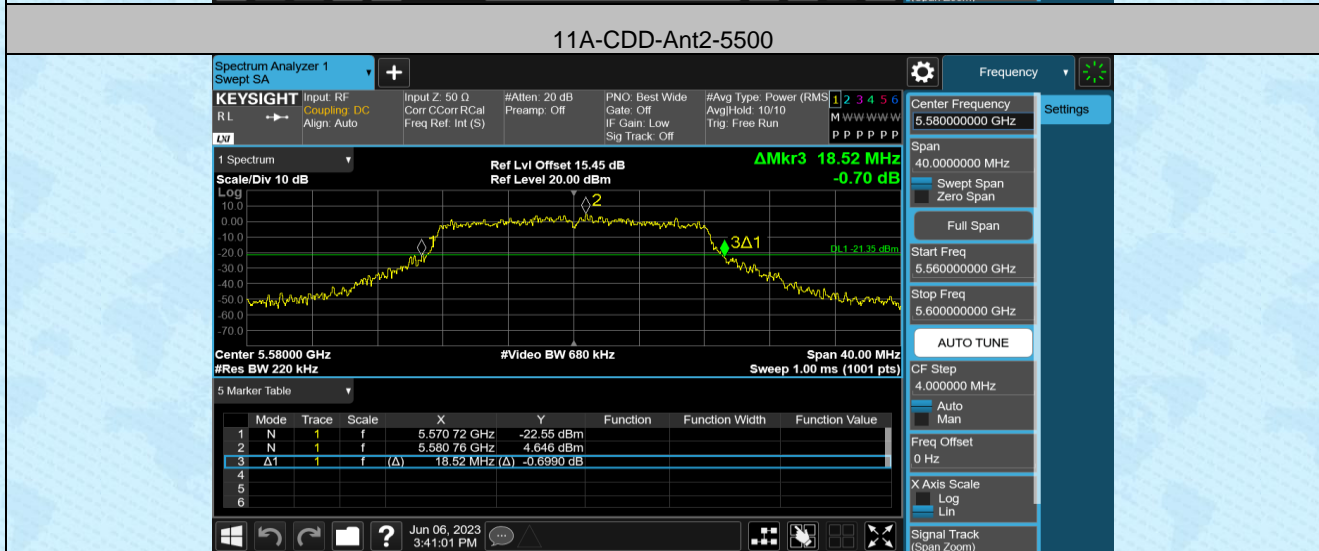 (Span Zoom)
11A-CDD-Ant2-5500
Spectrum Analyzer 1
Swept SA
+
Frequency
KEYSIGHT
RL
LXI
Input: RF
Coupling: DC
Align: Auto
Input Z: 50 Ω
Corr CCorr RCal
Freq Ref: Int (S)
#Atten: 20 dB
Preamp: Off
PNO: Best Wide
Gate: Off
IF Gain: Low
Sig Track: Off
#Avg Type: Power (RMS
Avg|Hold: 10/10
Trig: Free Run
1 2 3 4 5 6
M W W W W W
P P P P P P
1 Spectrum
Scale/Div 10 dB
Ref Lvl Offset 15.45 dB
Ref Level 20.00 dBm
ΔMkr3 18.52 MHz
-0.70 dB
Log
10.0
0.00
-10.0
-20.0
-30.0
-40.0
-50.0
-60.0
-70.0
2
1
3Δ1
DL1 -21.35 dBm
Center 5.58000 GHz
#Res BW 220 kHz
#Video BW 680 kHz
Span 40.00 MHz
Sweep 1.00 ms (1001 pts)
5 Marker Table
Mode Trace Scale X Y Function Function Width Function Value
1 N 1 f 5.570 72 GHz -22.55 dBm
2 N 1 f 5.580 76 GHz 4.646 dBm
3 Δ1 1 f (Δ) 18.52 MHz (Δ) -0.6990 dB
4
5
6
?
Jun 06, 2023
3:41:01 PM
Center Frequency
5.580000000 GHz
Settings
Span
40.0000000 MHz
Swept Span
Zero Span
Full Span
Start Freq
5.560000000 GHz
Stop Freq
5.600000000 GHz
AUTO TUNE
CF Step
4.000000 MHz
Auto
Man
Freq Offset
0 Hz
X Axis Scale
Log
Lin
Signal Track
(Span Zoom)